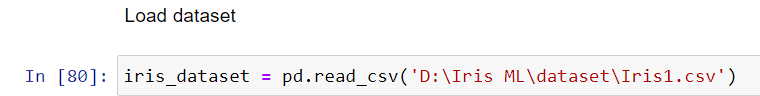 Load dataset
In [80]: iris_dataset = pd.read_csv('D:\Iris ML\dataset\Iris1.csv')